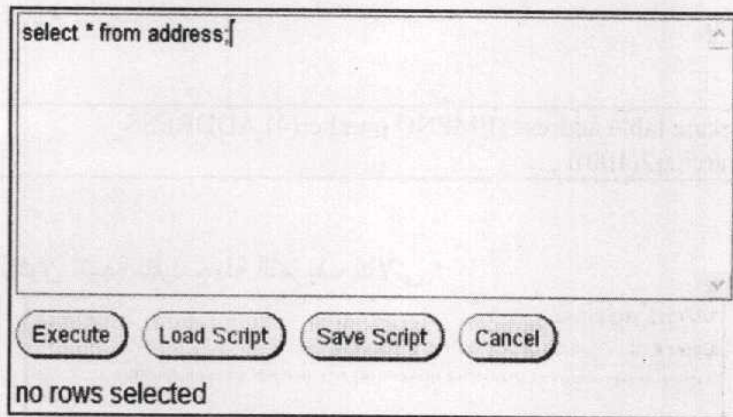 select * from address;
Execute
Load Script
Save Script
Cancel
no rows selected